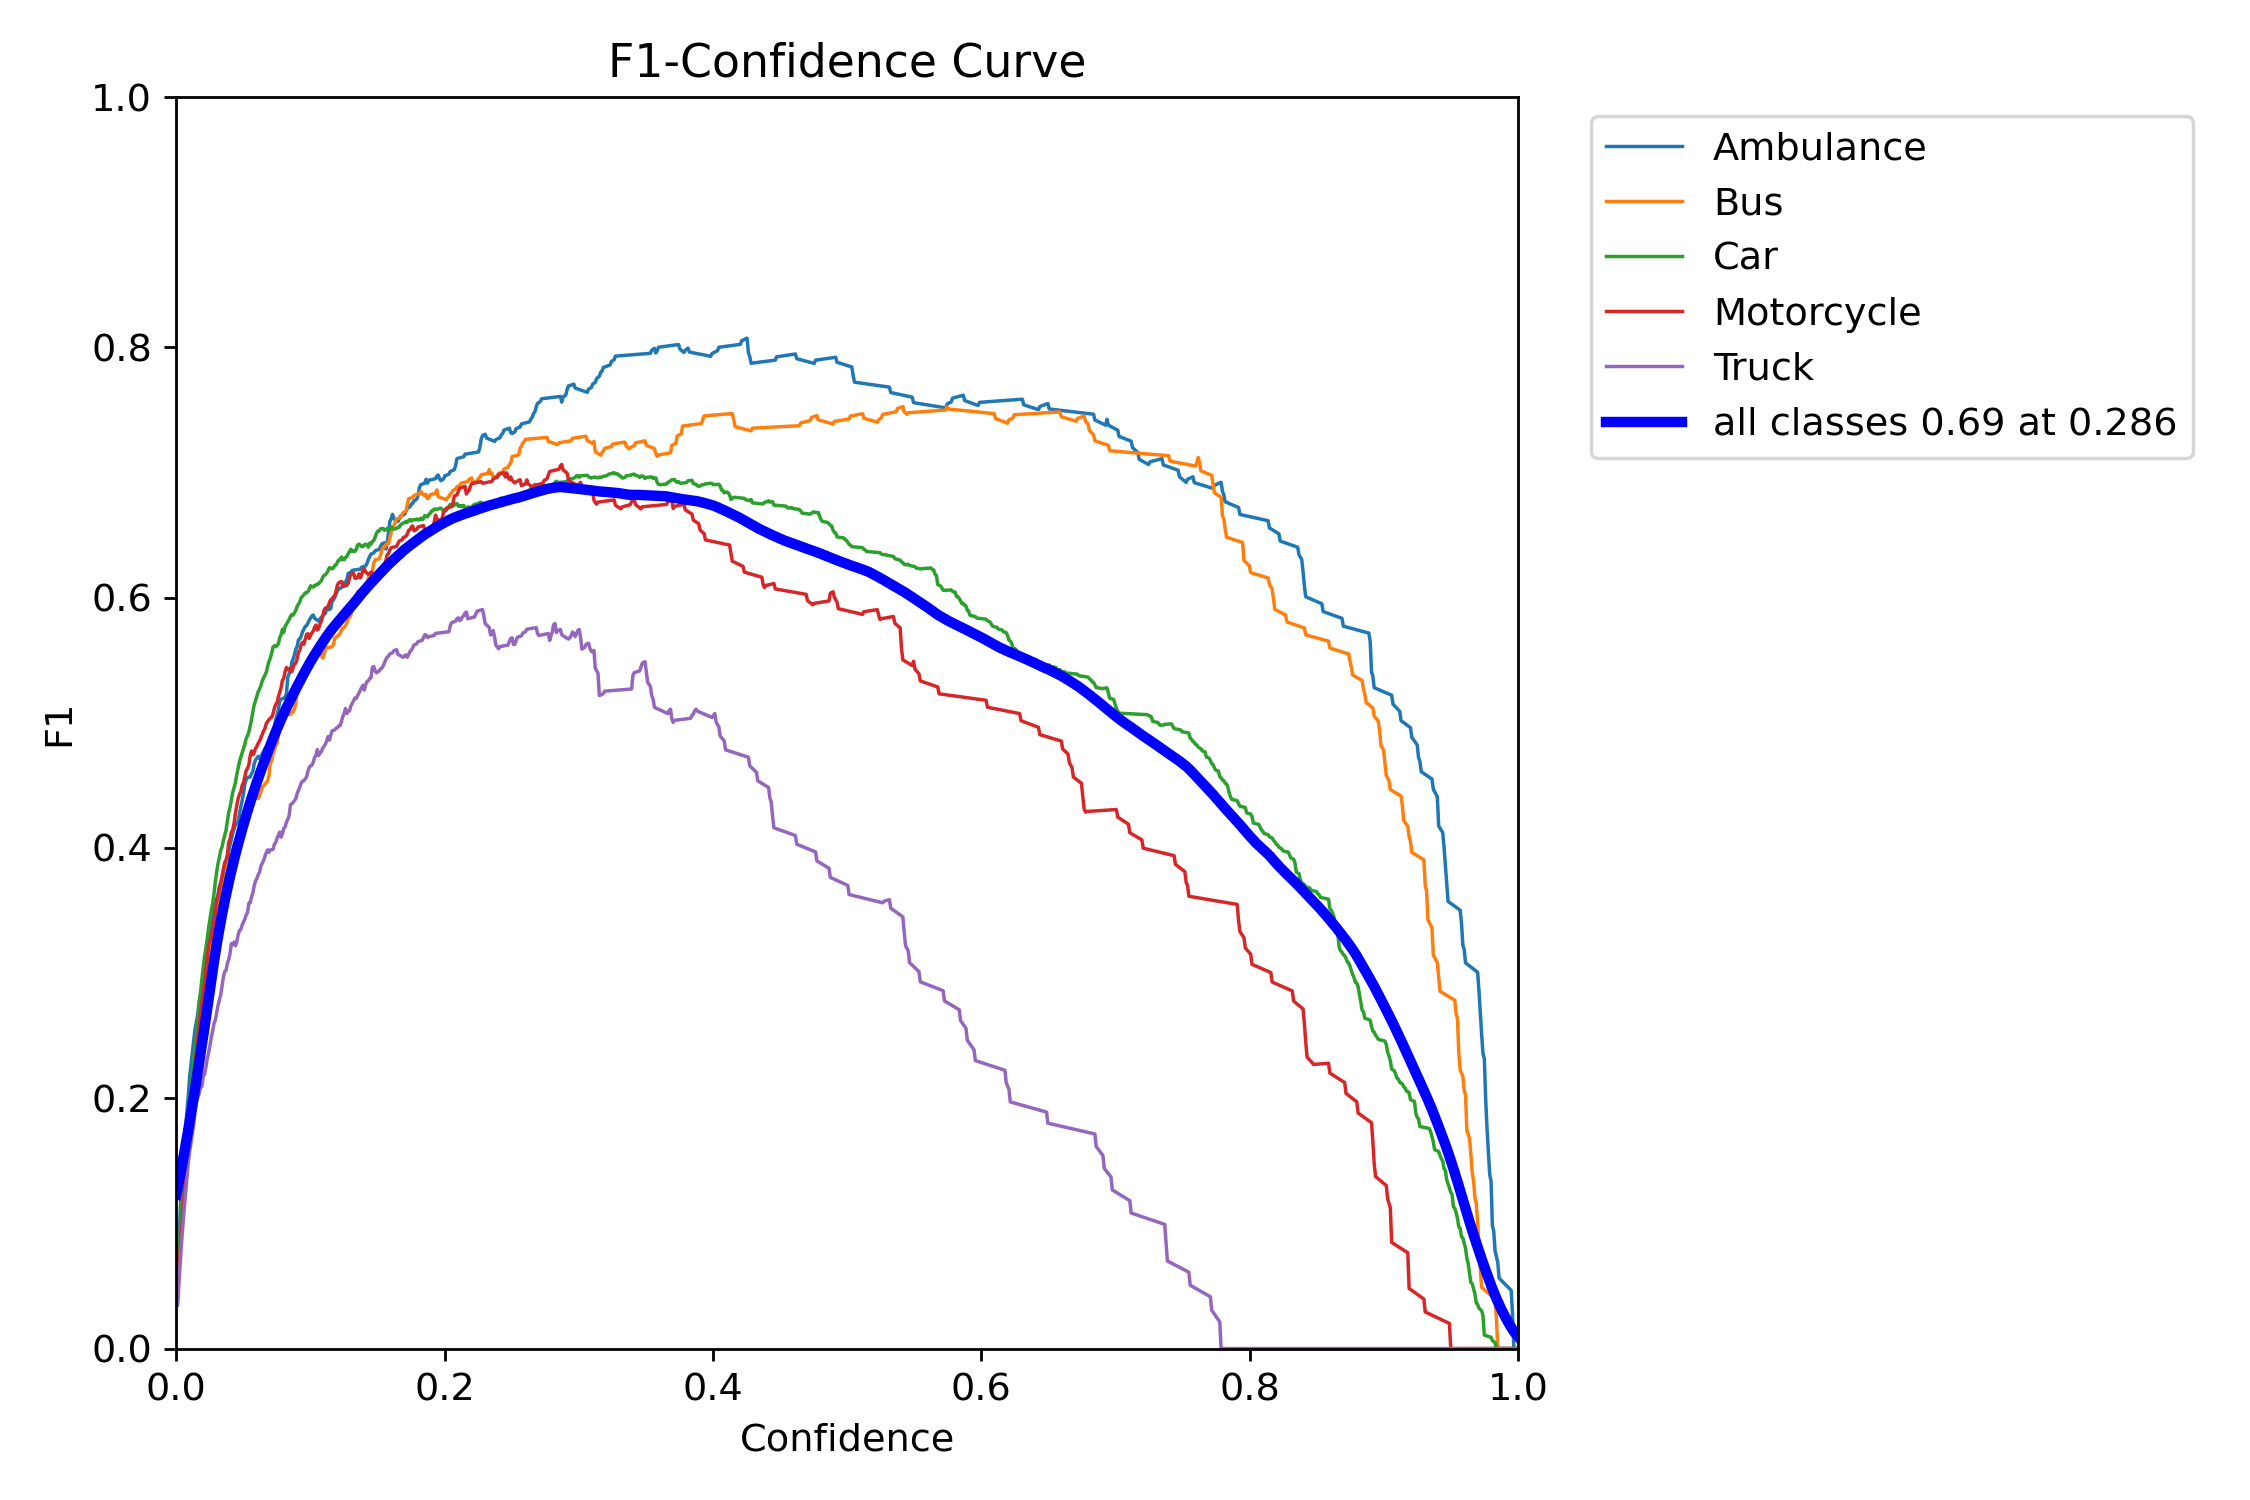 F1-Confidence Curve
1.0
0.8
0.6
0.4
0.2
0.0
F1
0.0 0.2 0.4 0.6 0.8 1.0
Confidence
Ambulance
Bus
Car
Motorcycle
Truck
all classes 0.69 at 0.286